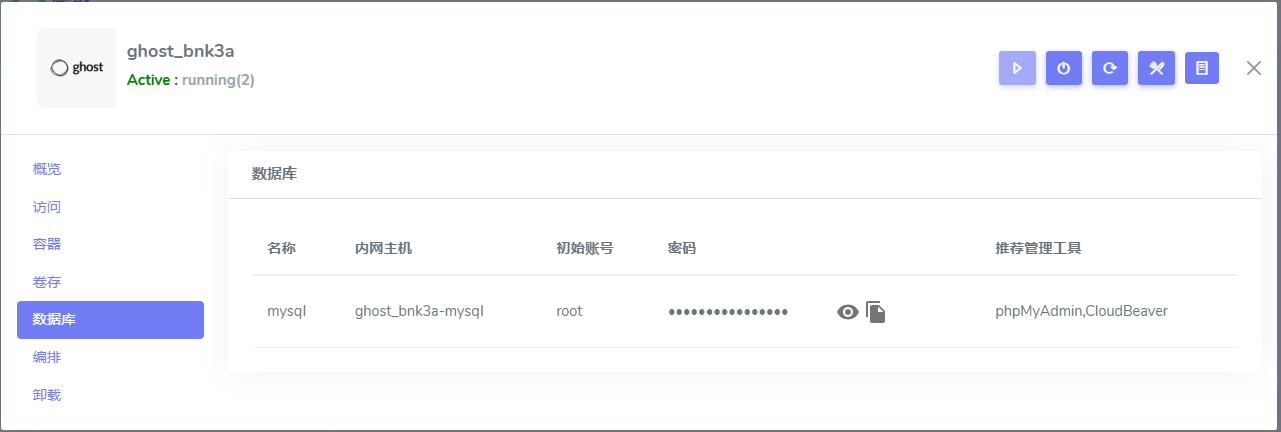 ghost
ghost_bnk3a
Active : running(2)
概览
访问
容器
卷存
数据库
编排
卸载
数据库
名称 内网主机 初始账号 密码 推荐管理工具
mysql ghost_bnk3a-mysql root •••••••••••••••• phpMyAdmin,CloudBeaver